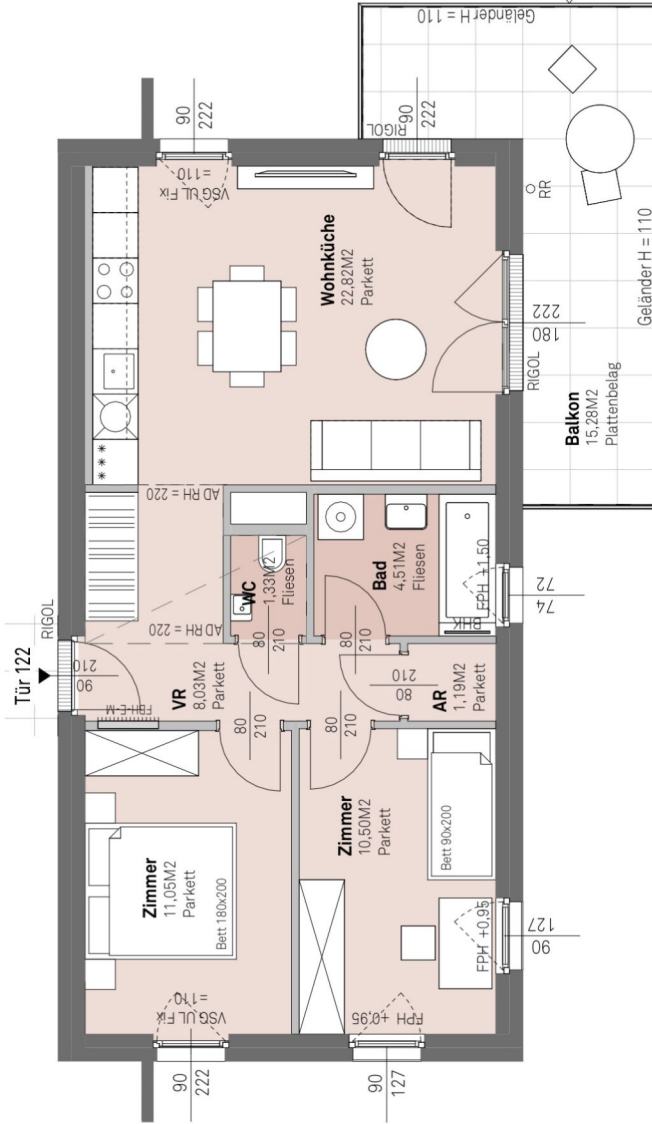 Geländer H = 110
90
222
VSG UL Fix
=110
RIGOL
90
222
RR
Geländer H = 110
Wohnküche
22,82M2
Parkett
222
180
RIGOL
Balkon
15,28M2
Plattenbelag
***
AD RH = 220
RIGOL
Tür 122
210
90
FBH-E-M
AD RH = 220
VR
8,03M2
Parkett
WC
1,33M2
Fliesen
80
210
Bad
4,51M2
Fliesen
80
210
FPH +1,50
BHK
72
74
AR
1,19M2
Parkett
210
80
80
210
80
210
Zimmer
11,05M2
Parkett
Bett 180x200
Zimmer
10,50M2
Parkett
Bett 90x200
FPH +0,95
127
90
VSG UL Fix
=110
90
222
FPH +0,95
90
127